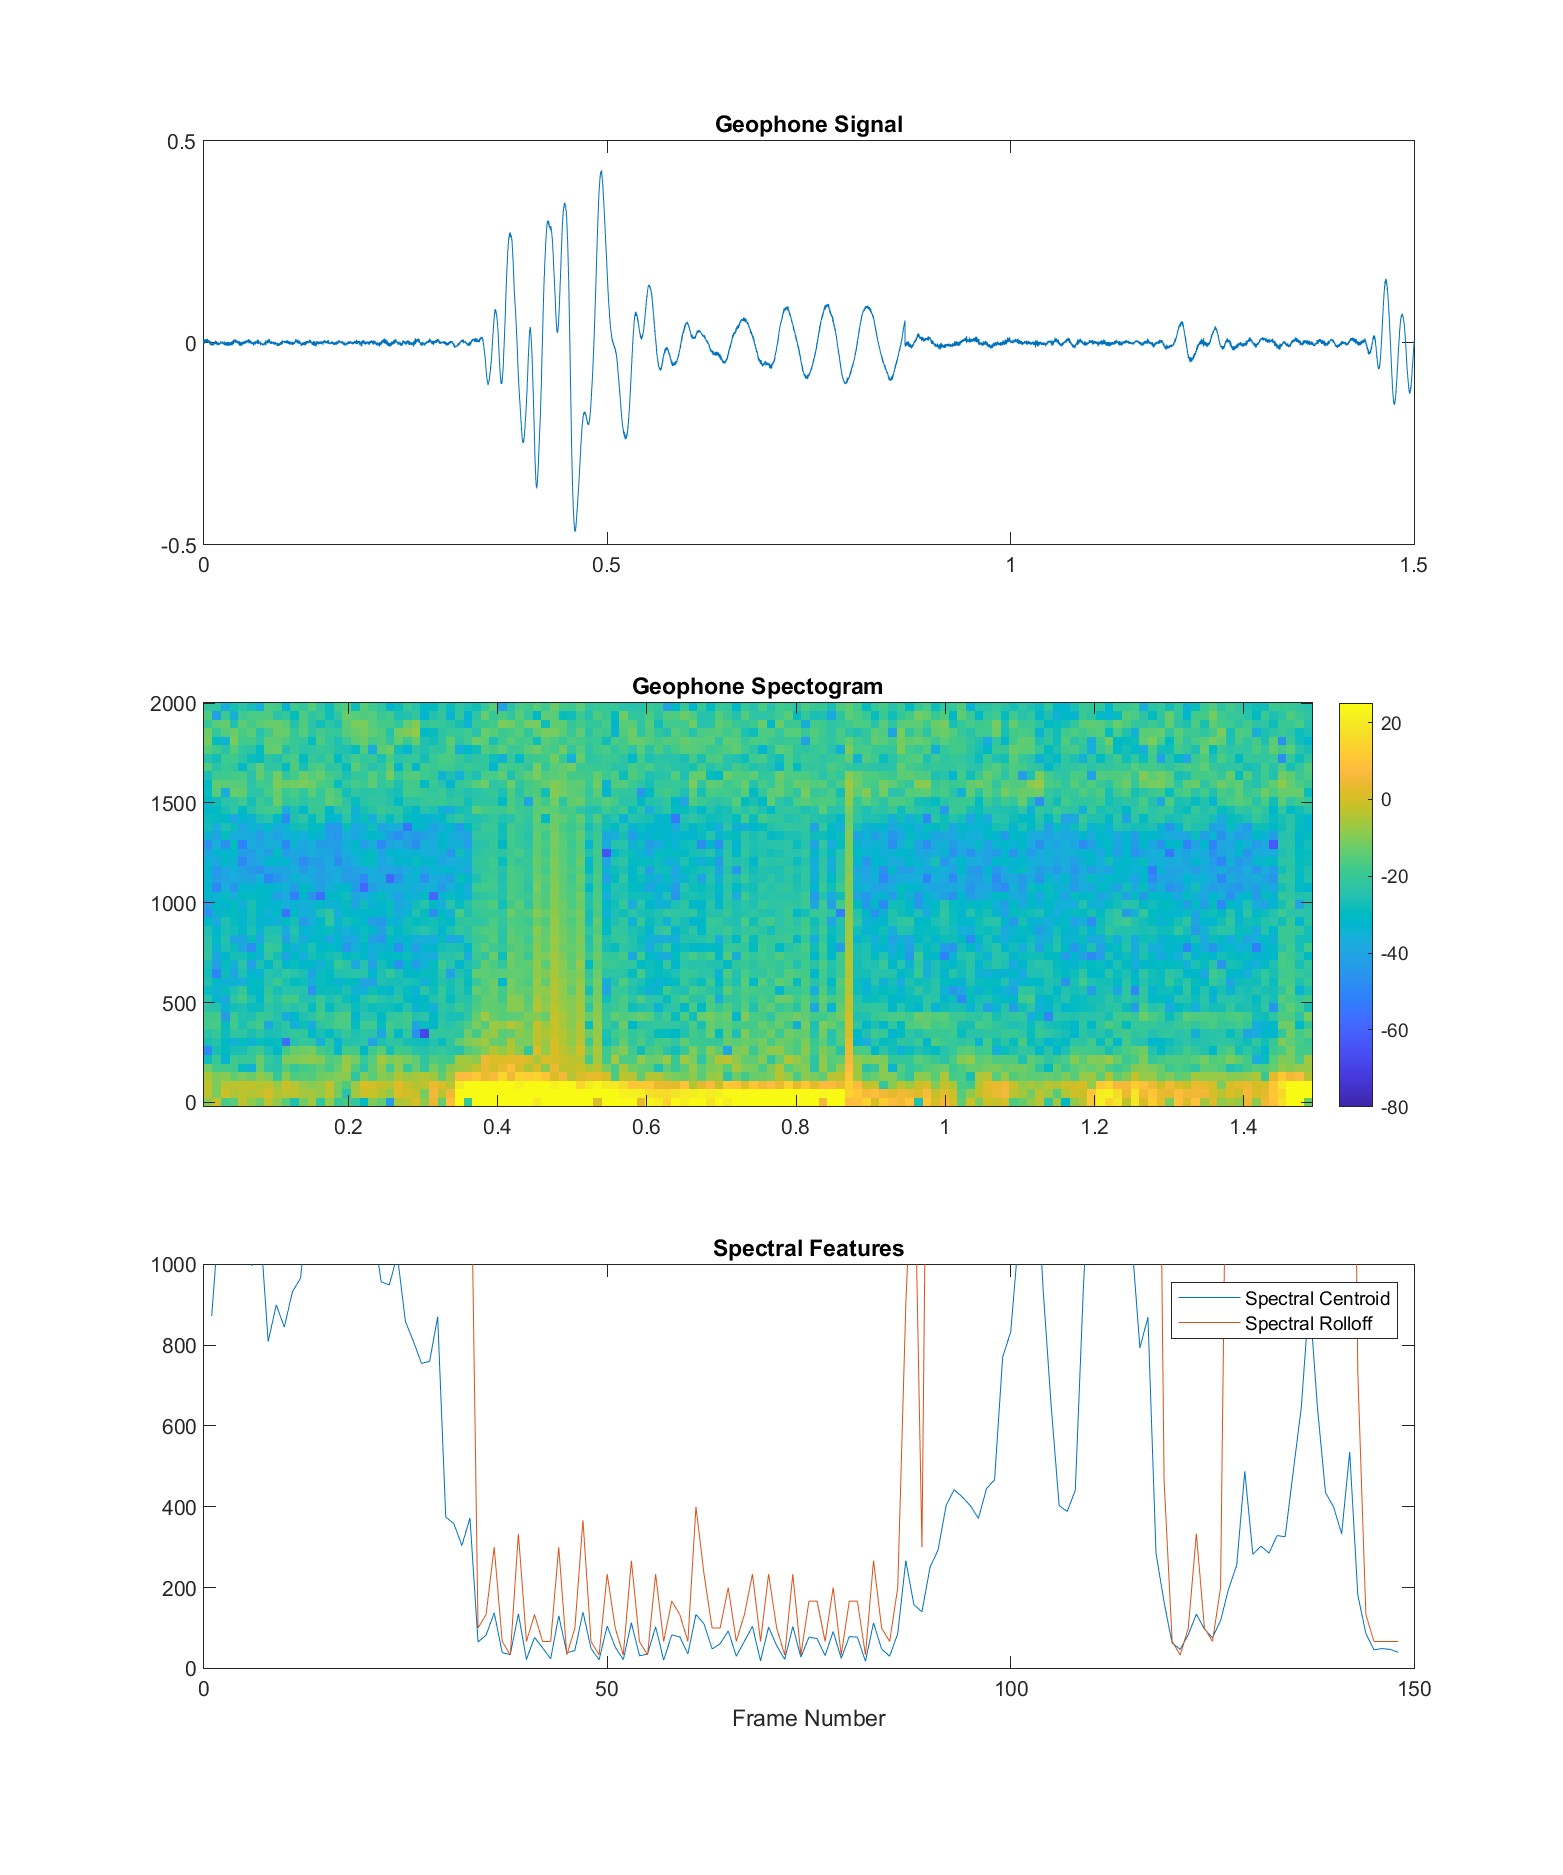 Geophone Signal
0.5
0
-0.5
0 0.5 1 1.5
Geophone Spectogram
2000
1500
1000
500
0
0.2 0.4 0.6 0.8 1 1.2 1.4
20
0
-20
-40
-60
-80
Spectral Features
1000
800
600
400
200
0
Spectral Centroid
Spectral Rolloff
0 50 100 150
Frame Number